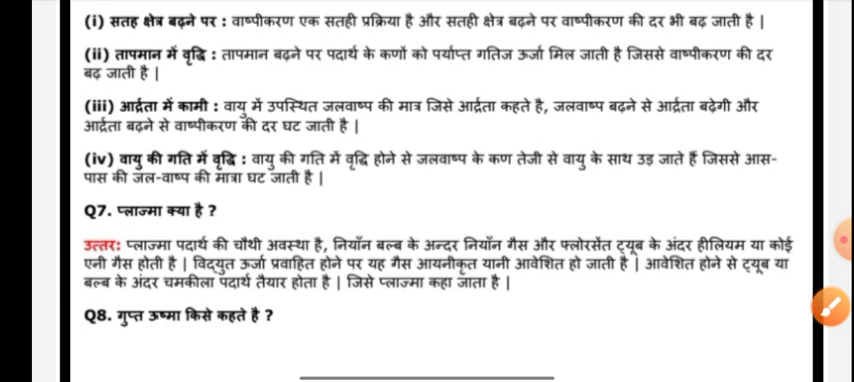 (i) सतह क्षेत्र बढ़ने पर : वाष्पीकरण एक सतही प्रक्रिया है और सतही क्षेत्र बढ़ने पर वाष्पीकरण की दर भी बढ़ जाती है |
(ii) तापमान में वृद्धि : तापमान बढ़ने पर पदार्थ के कणों को पर्याप्त गतिज ऊर्जा मिल जाती है जिससे वाष्पीकरण की दर
बढ़ जाती है |
(iii) आर्द्रता में कामी : वायु में उपस्थित जलवाष्प की मात्र जिसे आर्द्रता कहते है, जलवाष्प बढ़ने से आर्द्रता बढ़ेगी और
आर्द्रता बढ़ने से वाष्पीकरण की दर घट जाती है |
(iv) वायु की गति में वृद्धि : वायु की गति में वृद्धि होने से जलवाष्प के कण तेजी से वायु के साथ उड़ जाते हैं जिससे आस-
पास की जल-वाष्प की मात्रा घट जाती है |
Q7. प्लाज्मा क्या है ?
उत्तर: प्लाज्मा पदार्थ की चौथी अवस्था है, नियॉन बल्ब के अन्दर नियॉन गैस और फ्लोरसेंत ट्यूब के अंदर हीलियम या कोई
एनी गैस होती है | विद्युत ऊर्जा प्रवाहित होने पर यह गैस आयनीकृत यानी आवेशित हो जाती है | आवेशित होने से ट्यूब या
बल्ब के अंदर चमकीला पदार्थ तैयार होता है | जिसे प्लाज्मा कहा जाता है |
Q8. गुप्त ऊष्मा किसे कहते है ?